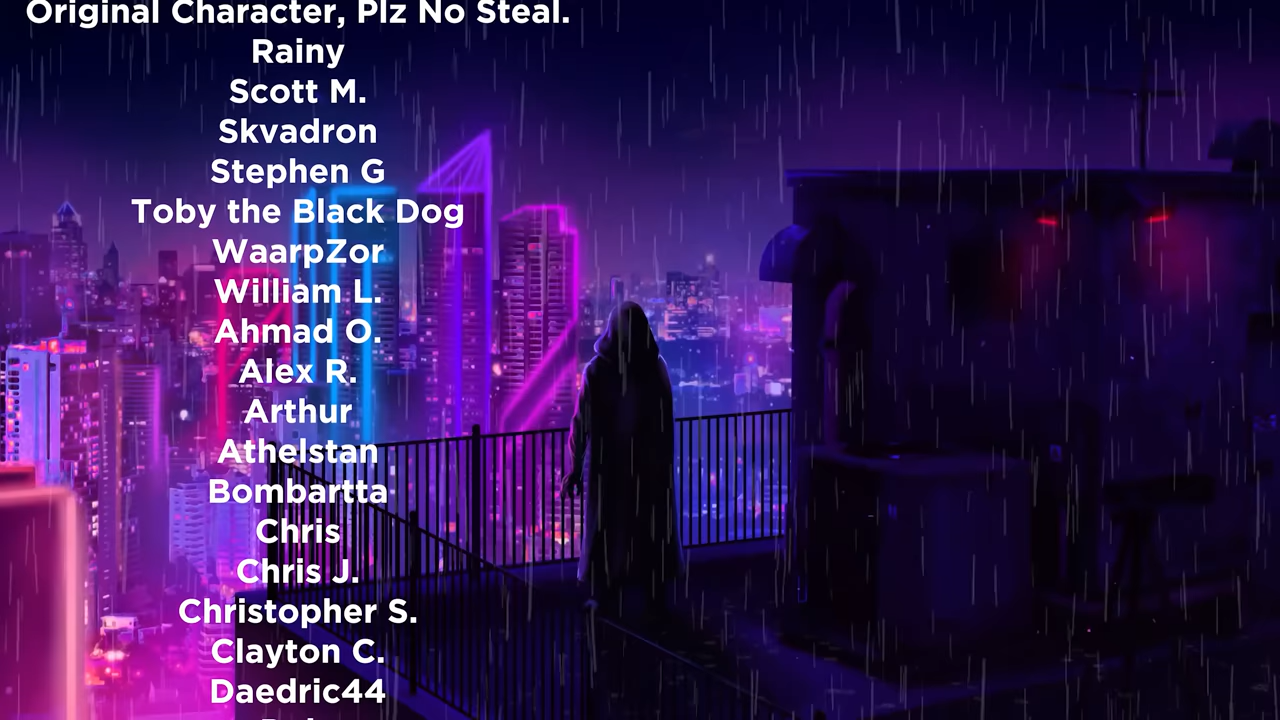 Original Character, Plz No Steal.
Rainy
Scott M.
Skvadron
Stephen G
Toby the Black Dog
WaarpZor
William L.
Ahmad O.
Alex R.
Arthur
Athelstan
Bombartta
Chris
Chris J.
Christopher S.
Clayton C.
Daedric44